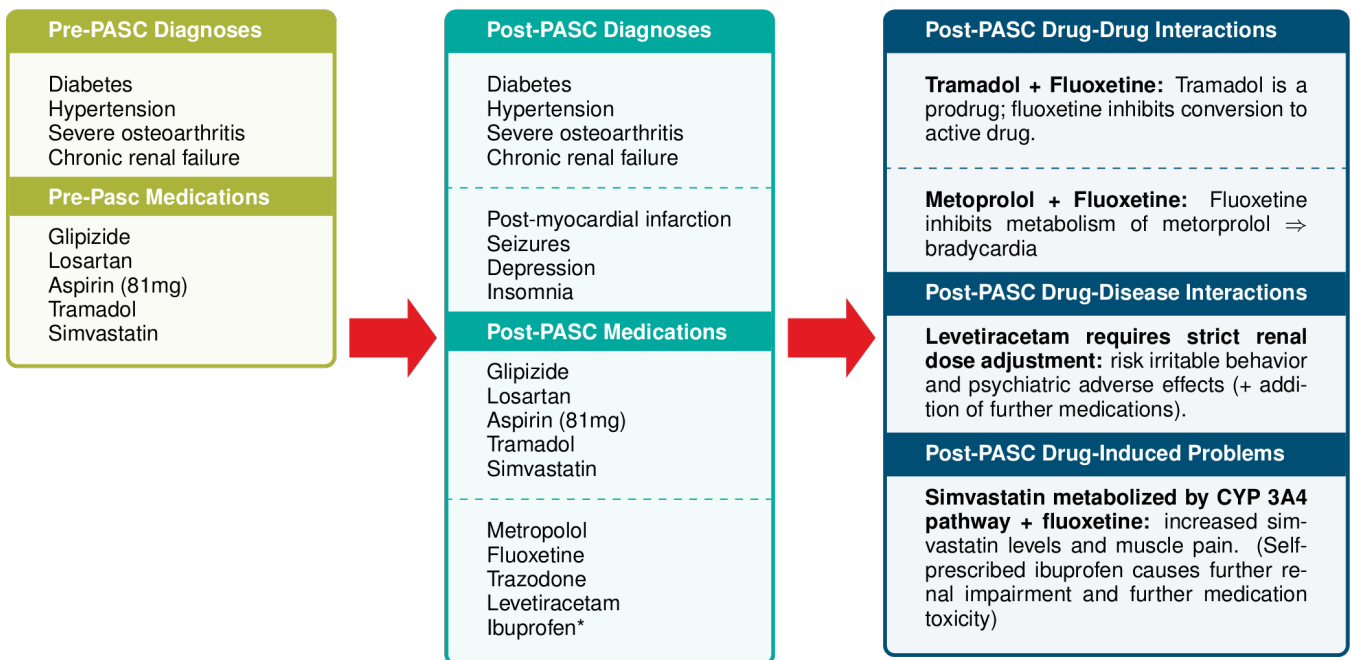 Pre-PASC Diagnoses
Diabetes
Hypertension
Severe osteoarthritis
Chronic renal failure
Pre-Pasc Medications
Glipizide
Losartan
Aspirin (81mg)
Tramadol
Simvastatin
Post-PASC Diagnoses
Diabetes
Hypertension
Severe osteoarthritis
Chronic renal failure
Post-myocardial infarction
Seizures
Depression
Insomnia
Post-PASC Medications
Glipizide
Losartan
Aspirin (81mg)
Tramadol
Simvastatin
Metropolol
Fluoxetine
Trazodone
Levetiracetam
Ibuprofen*
Post-PASC Drug-Drug Interactions
Tramadol + Fluoxetine: Tramadol is a
prodrug; fluoxetine inhibits conversion to
active drug.
Metoprolol + Fluoxetine: Fluoxetine
inhibits metabolism of metorprolol ⇒
bradycardia
Post-PASC Drug-Disease Interactions
Levetiracetam requires strict renal
dose adjustment: risk irritable behavior
and psychiatric adverse effects (+ addi-
tion of further medications).
Post-PASC Drug-Induced Problems
Simvastatin metabolized by CYP 3A4
pathway + fluoxetine: increased sim-
vastatin levels and muscle pain. (Self-
prescribed ibuprofen causes further re-
nal impairment and further medication
toxicity)